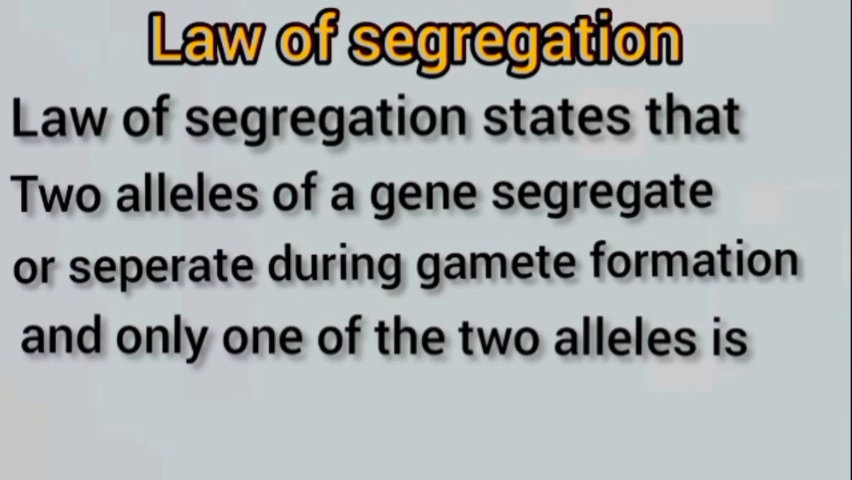 Law of segregation
Law of segregation states that
Two alleles of a gene segregate
or seperate during gamete formation
and only one of the two alleles is